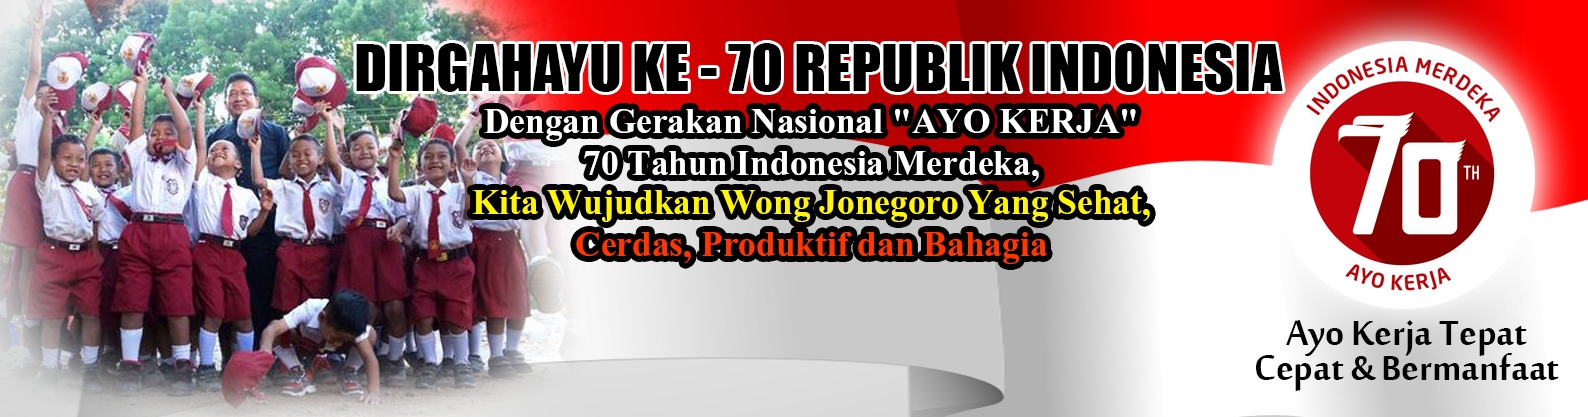 DIRGAHAYU KE - 70 REPUBLIK INDONESIA
Dengan Gerakan Nasional "AYO KERJA"
70 Tahun Indonesia Merdeka,
Kita Wujudkan Wong Jonegoro Yang Sehat,
Cerdas, Produktif dan Bahagia
INDONESIA MERDEKA
70 TH
AYO KERJA
Ayo Kerja Tepat
Cepat & Bermanfaat